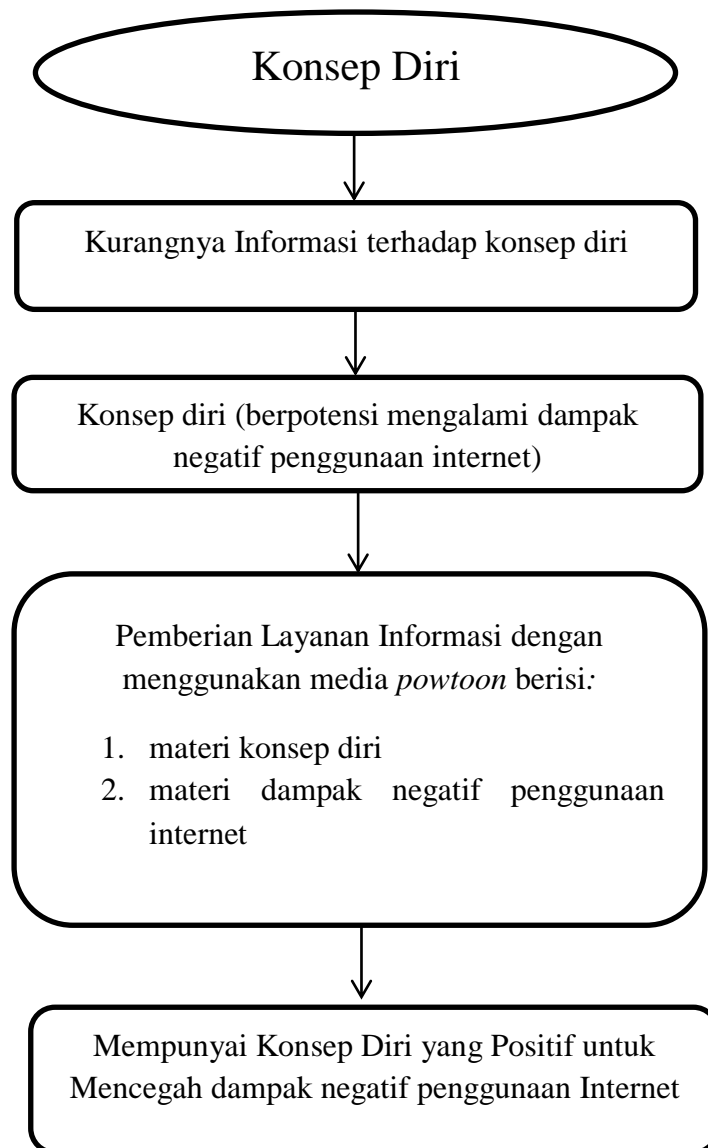 Konsep Diri
Kurangnya Informasi terhadap konsep diri
Konsep diri (berpotensi mengalami dampak
negatif penggunaan internet)
Pemberian Layanan Informasi dengan
menggunakan media powtoon berisi:
1. materi konsep diri
2. materi dampak negatif penggunaan
internet
Mempunyai Konsep Diri yang Positif untuk
Mencegah dampak negatif penggunaan Internet